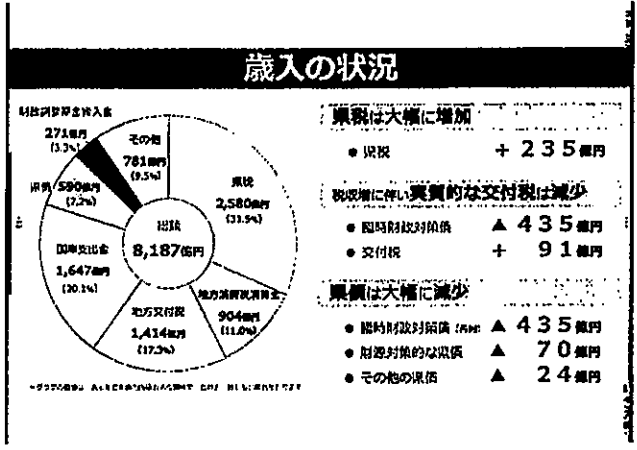 歳入の状況
財政調整基金繰入金
271億円
(3.3%)
その他
781億円
(9.5%)
県債 590億円
(7.2%)
県税
2,580億円
(31.5%)
総額
8,187億円
国庫支出金
1,647億円
(20.1%)
地方交付税
1,414億円
(17.3%)
地方消費税清算金
904億円
(11.0%)
県税は大幅に増加
● 県税 + 235億円
税収増に伴い実質的な交付税は減少
● 臨時財政対策債 ▲ 435億円
● 交付税 + 91億円
県債は大幅に減少
● 臨時財政対策債 ▲ 435億円
● 財源対策的な県債 ▲ 70億円
● その他の県債 ▲ 24億円